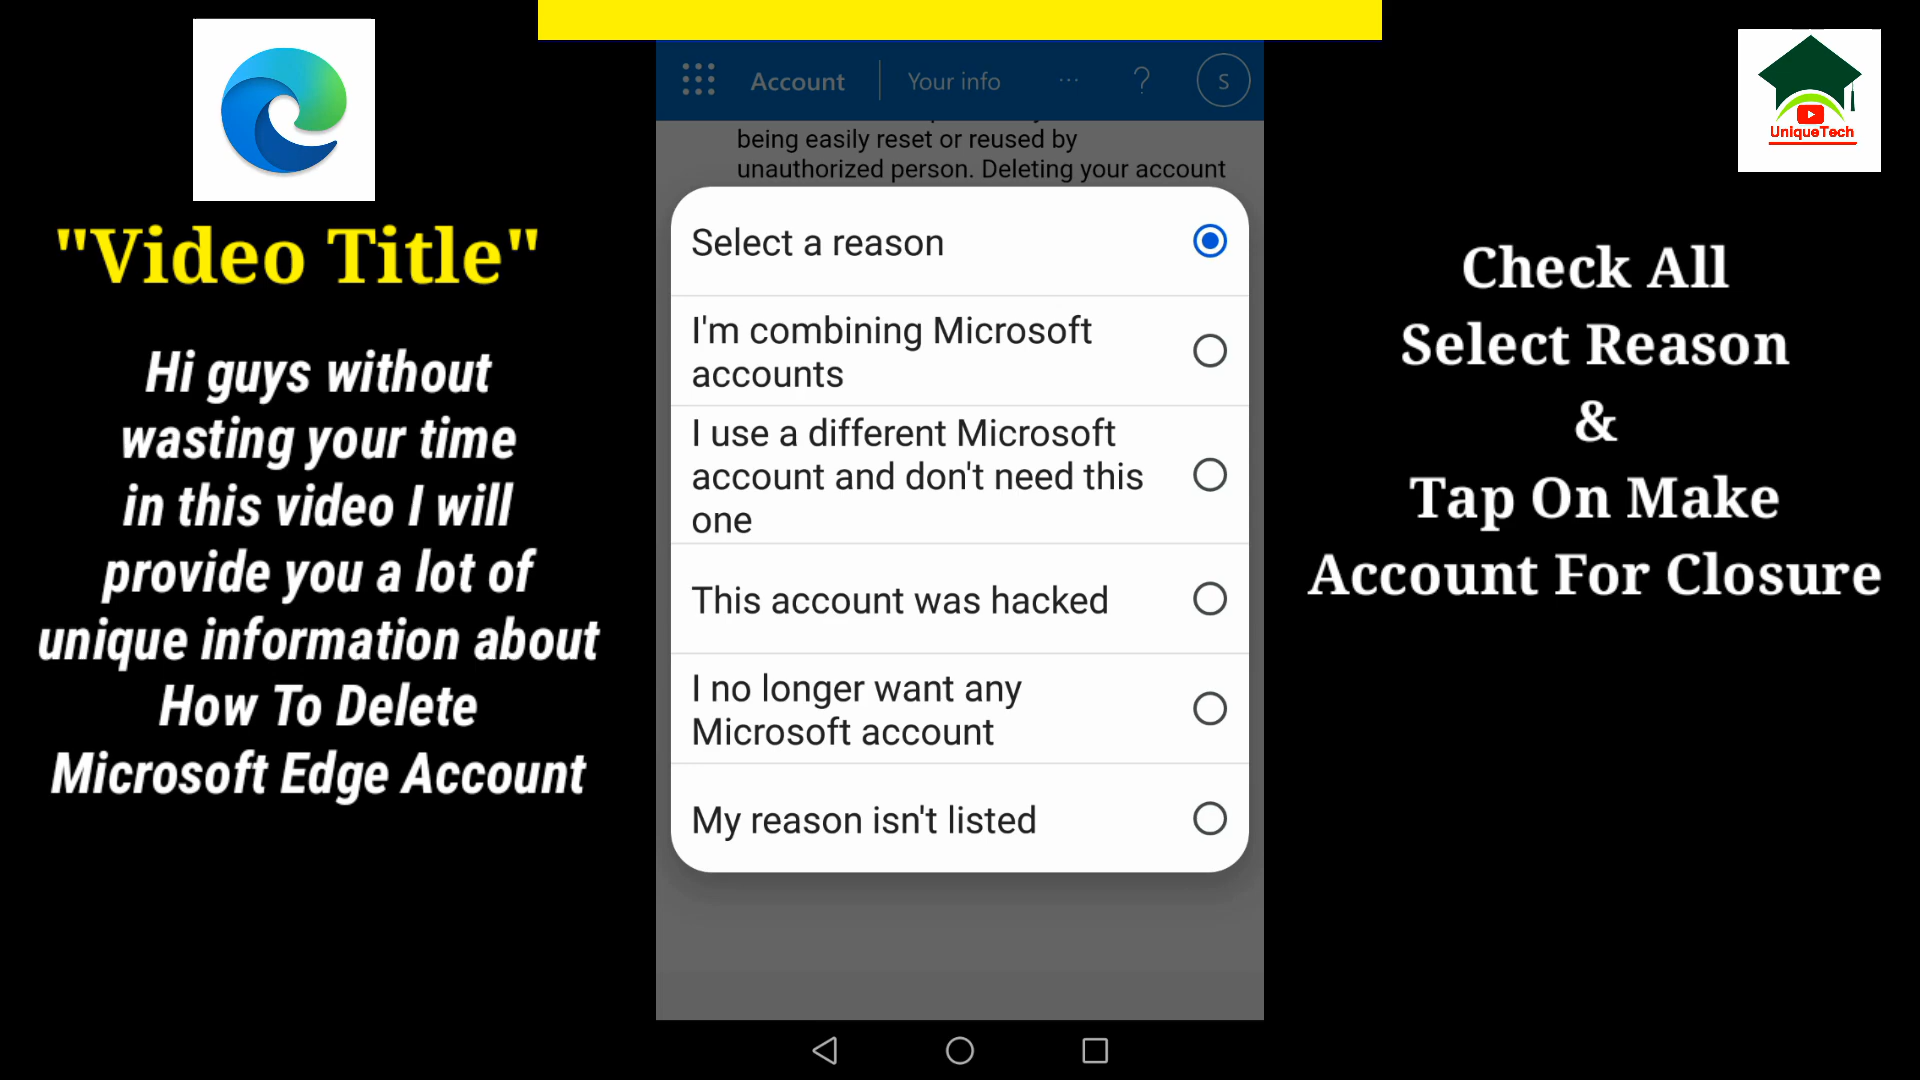 "Video Title"
Hi guys without
wasting your time
in this video I will
provide you a lot of
unique information about
How To Delete
Microsoft Edge Account
Account
Your info
...
?
S
being easily reset or reused by
unauthorized person. Deleting your account
Select a reason
I'm combining Microsoft
accounts
I use a different Microsoft
account and don't need this
one
This account was hacked
I no longer want any
Microsoft account
My reason isn't listed
UniqueTech
Check All
Select Reason
&
Tap On Make
Account For Closure